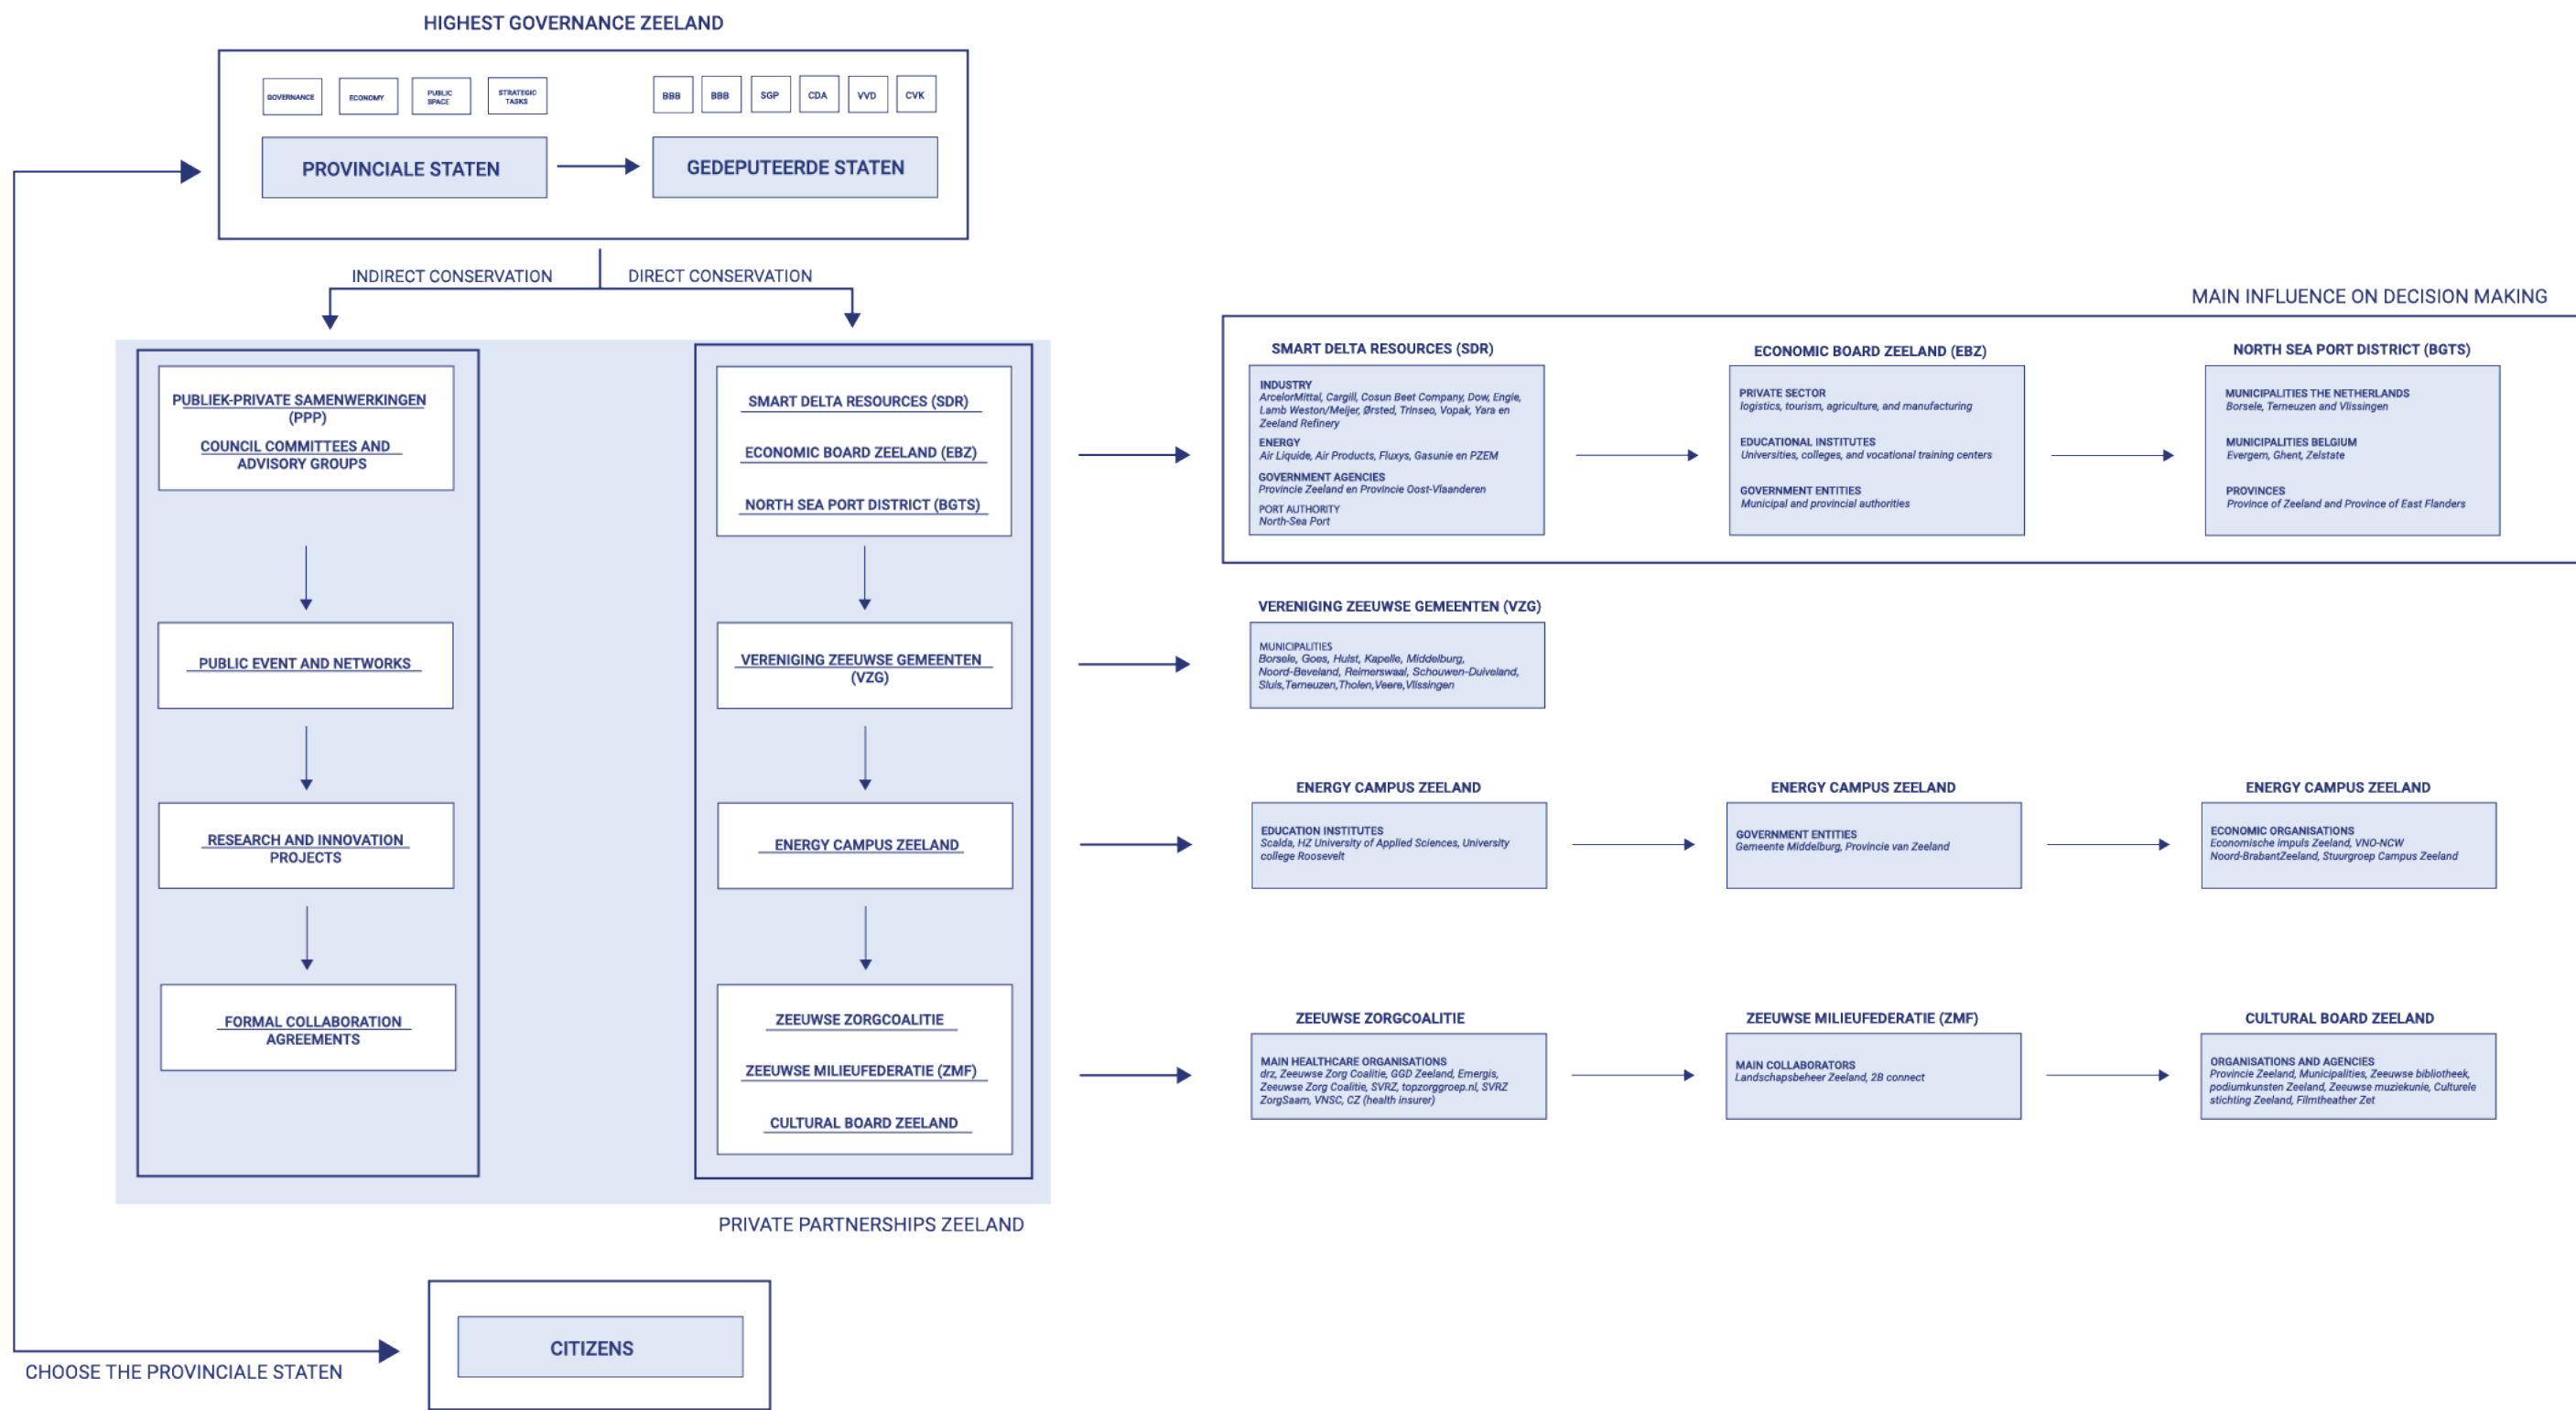 HIGHEST GOVERNANCE ZEELAND
GOVERNANCE
ECONOMY
PUBLIC
SPACE
STRATEGIC
TASKS
BBB
BBB
SGP
CDA
VVD
CVK
PROVINCIALE STATEN
GEDEPUTEERDE STATEN
INDIRECT CONSERVATION
DIRECT CONSERVATION
PUBLIEK-PRIVATE SAMENWERKINGEN
(PPP)
COUNCIL COMMITTEES AND
ADVISORY GROUPS
PUBLIC EVENT AND NETWORKS
RESEARCH AND INNOVATION
PROJECTS
FORMAL COLLABORATION
AGREEMENTS
SMART DELTA RESOURCES (SDR)
ECONOMIC BOARD ZEELAND (EBZ)
NORTH SEA PORT DISTRICT (BGTS)
VERENIGING ZEEUWSE GEMEENTEN
(VZG)
ENERGY CAMPUS ZEELAND
ZEEUWSE ZORGCOALITIE
ZEEUWSE MILIEUFEDERATIE (ZMF)
CULTURAL BOARD ZEELAND
PRIVATE PARTNERSHIPS ZEELAND
MAIN INFLUENCE ON DECISION MAKING
SMART DELTA RESOURCES (SDR)
INDUSTRY
ArcelorMittal, Cargill, Cosun Beet Company, Dow, Engie,
Lamb Weston/Meijer, Ørsted, Trinseo, Vopak, Yara en
Zeeland Refinery
ENERGY
Air Liquide, Air Products, Fluxys, Gasunie en PZEM
GOVERNMENT AGENCIES
Provincie Zeeland en Provincie Oost-Vlaanderen
PORT AUTHORITY
North-Sea Port
ECONOMIC BOARD ZEELAND (EBZ)
PRIVATE SECTOR
logistics, tourism, agriculture, and manufacturing
EDUCATIONAL INSTITUTES
Universities, colleges, and vocational training centers
GOVERNMENT ENTITIES
Municipal and provincial authorities
NORTH SEA PORT DISTRICT (BGTS)
MUNICIPALITIES THE NETHERLANDS
Borsele, Terneuzen and Vlissingen
MUNICIPALITIES BELGIUM
Evergem, Ghent, Zelstate
PROVINCES
Province of Zeeland and Province of East Flanders
VERENIGING ZEEUWSE GEMEENTEN (VZG)
MUNICIPALITIES
Borsele, Goes, Hulst, Kapelle, Middelburg,
Noord-Beveland, Reimerswaal, Schouwen-Duiveland,
Sluis,Terneuzen,Tholen,Veere,Vlissingen
ENERGY CAMPUS ZEELAND
EDUCATION INSTITUTES
Scalda, HZ University of Applied Sciences, University
college Roosevelt
ENERGY CAMPUS ZEELAND
GOVERNMENT ENTITIES
Gemeente Middelburg, Provincie van Zeeland
ENERGY CAMPUS ZEELAND
ECONOMIC ORGANISATIONS
Economische impuls Zeeland, VNO-NCW
Noord-BrabantZeeland, Stuurgroep Campus Zeeland
ZEEUWSE ZORGCOALITIE
MAIN HEALTHCARE ORGANISATIONS
drz, Zeeuwse Zorg Coalitie, GGD Zeeland, Emergis,
Zeeuwse Zorg Coalitie, SVRZ, topzorggroep.nl, SVRZ
ZorgSaam, VNSC, CZ (health insurer)
ZEEUWSE MILIEUFEDERATIE (ZMF)
MAIN COLLABORATORS
Landschapsbeheer Zeeland, 2B connect
CULTURAL BOARD ZEELAND
ORGANISATIONS AND AGENCIES
Provincie Zeeland, Municipalities, Zeeuwse bibliotheek,
podiumkunsten Zeeland, Zeeuwse muziekunie, Culturele
stichting Zeeland, Filmtheather Zet
CITIZENS
CHOOSE THE PROVINCIALE STATEN